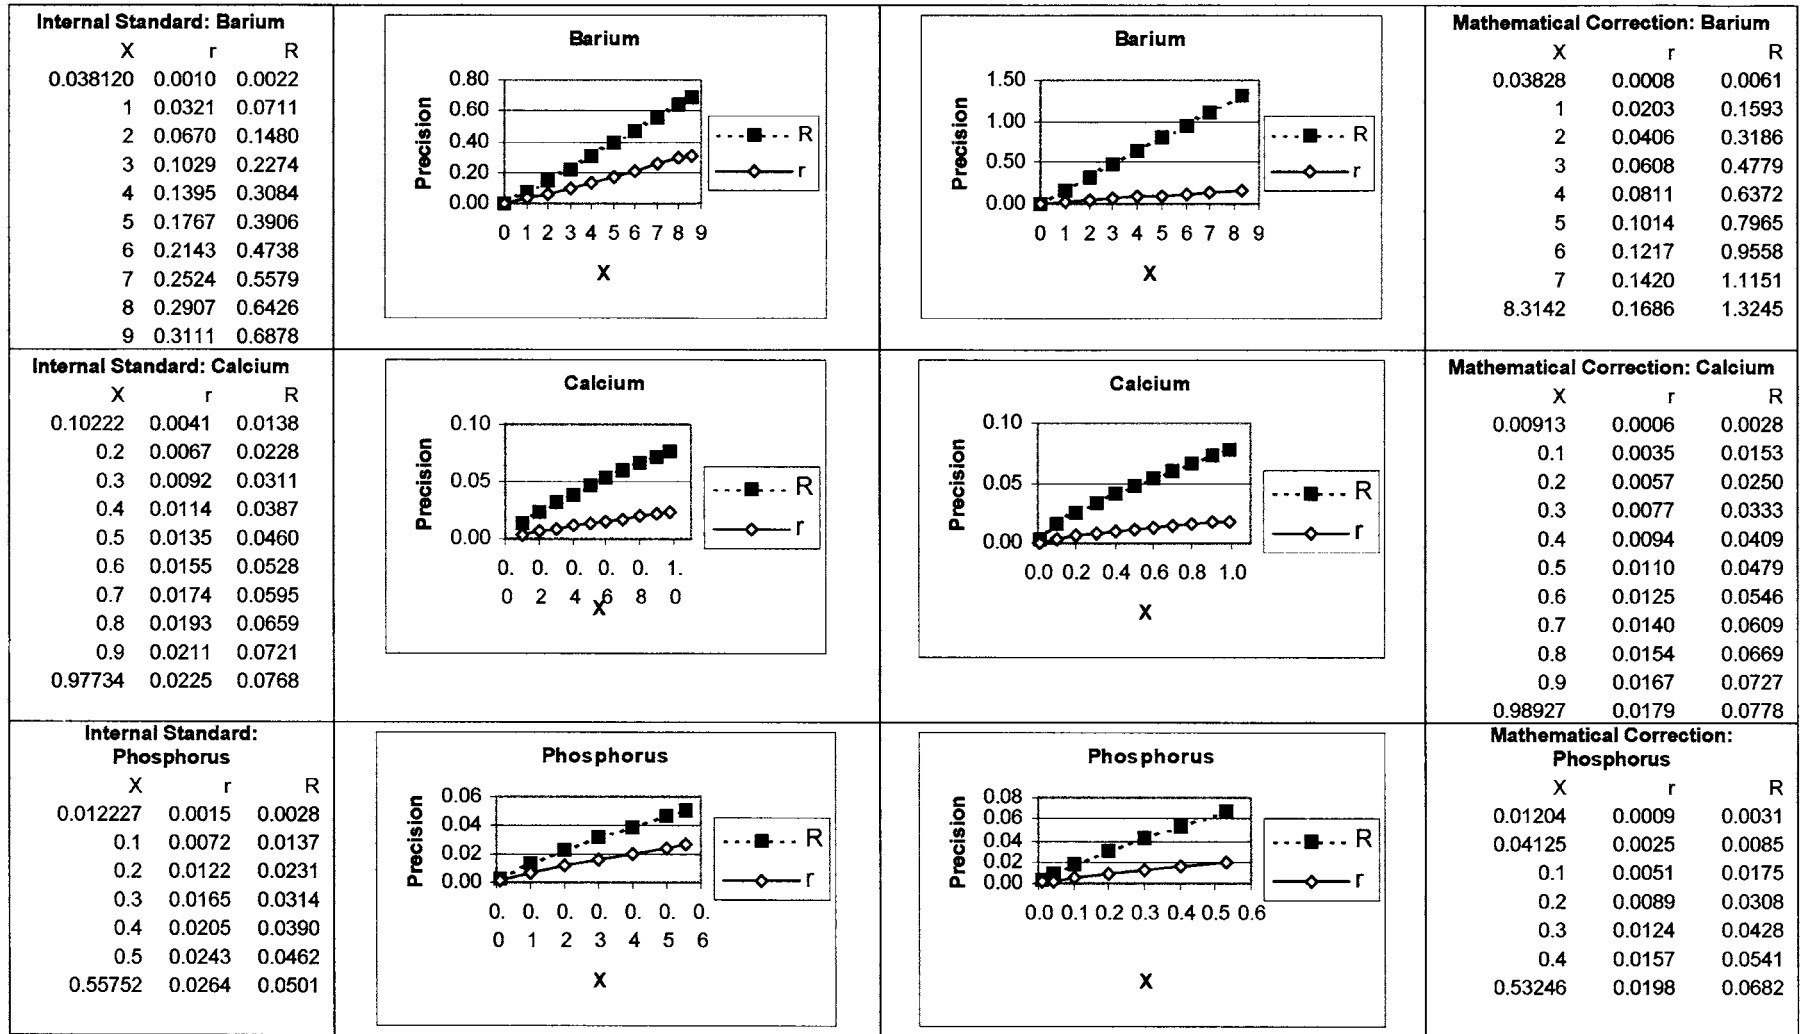 Internal Standard: Barium
X r R
0.038120 0.0010 0.0022
1 0.0321 0.0711
2 0.0670 0.1480
3 0.1029 0.2274
4 0.1395 0.3084
5 0.1767 0.3906
6 0.2143 0.4738
7 0.2524 0.5579
8 0.2907 0.6426
9 0.3111 0.6878
Barium
Precision
0.80
0.60
0.40
0.20
0.00
0 1 2 3 4 5 6 7 8 9
X
R
r
Barium
Precision
1.50
1.00
0.50
0.00
0 1 2 3 4 5 6 7 8 9
X
R
r
Mathematical Correction: Barium
X r R
0.03828 0.0008 0.0061
1 0.0203 0.1593
2 0.0406 0.3186
3 0.0608 0.4779
4 0.0811 0.6372
5 0.1014 0.7965
6 0.1217 0.9558
7 0.1420 1.1151
8.3142 0.1686 1.3245
Internal Standard: Calcium
X r R
0.10222 0.0041 0.0138
0.2 0.0067 0.0228
0.3 0.0092 0.0311
0.4 0.0114 0.0387
0.5 0.0135 0.0460
0.6 0.0155 0.0528
0.7 0.0174 0.0595
0.8 0.0193 0.0659
0.9 0.0211 0.0721
0.97734 0.0225 0.0768
Calcium
Precision
0.10
0.05
0.00
0. 0. 0. 0. 0. 1.
0 2 4 6 8 0
X
R
r
Calcium
Precision
0.10
0.05
0.00
0.0 0.2 0.4 0.6 0.8 1.0
X
R
r
Mathematical Correction: Calcium
X r R
0.00913 0.0006 0.0028
0.1 0.0035 0.0153
0.2 0.0057 0.0250
0.3 0.0077 0.0333
0.4 0.0094 0.0409
0.5 0.0110 0.0479
0.6 0.0125 0.0546
0.7 0.0140 0.0609
0.8 0.0154 0.0669
0.9 0.0167 0.0727
0.98927 0.0179 0.0778
Internal Standard:
Phosphorus
X r R
0.012227 0.0015 0.0028
0.1 0.0072 0.0137
0.2 0.0122 0.0231
0.3 0.0165 0.0314
0.4 0.0205 0.0390
0.5 0.0243 0.0462
0.55752 0.0264 0.0501
Phosphorus
Precision
0.06
0.04
0.02
0.00
0. 0. 0. 0. 0. 0. 0.
0 1 2 3 4 5 6
X
R
r
Phosphorus
Precision
0.08
0.06
0.04
0.02
0.00
0.0 0.1 0.2 0.3 0.4 0.5 0.6
X
R
r
Mathematical Correction:
Phosphorus
X r R
0.01204 0.0009 0.0031
0.04125 0.0025 0.0085
0.1 0.0051 0.0175
0.2 0.0089 0.0308
0.3 0.0124 0.0428
0.4 0.0157 0.0541
0.53246 0.0198 0.0682